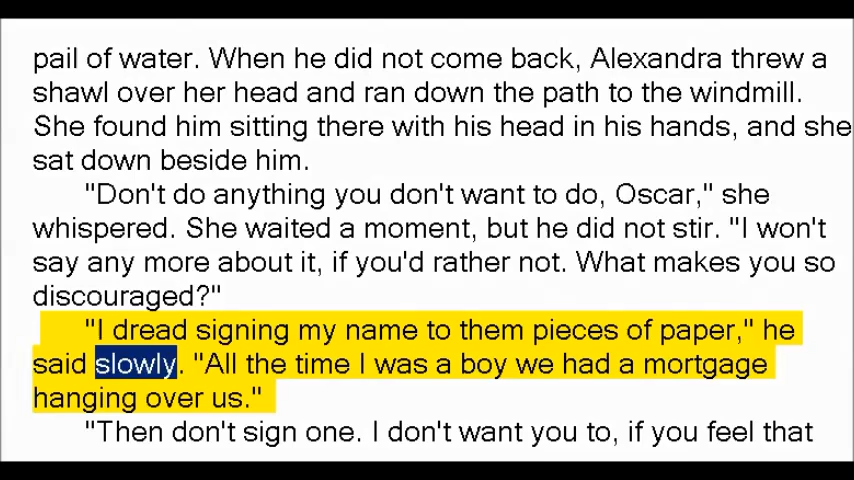 pail of water. When he did not come back, Alexandra threw a
shawl over her head and ran down the path to the windmill.
She found him sitting there with his head in his hands, and she
sat down beside him.
"Don't do anything you don't want to do, Oscar," she
whispered. She waited a moment, but he did not stir. "I won't
say any more about it, if you'd rather not. What makes you so
discouraged?"
"I dread signing my name to them pieces of paper," he
said slowly. "All the time I was a boy we had a mortgage
hanging over us."
"Then don't sign one. I don't want you to, if you feel that